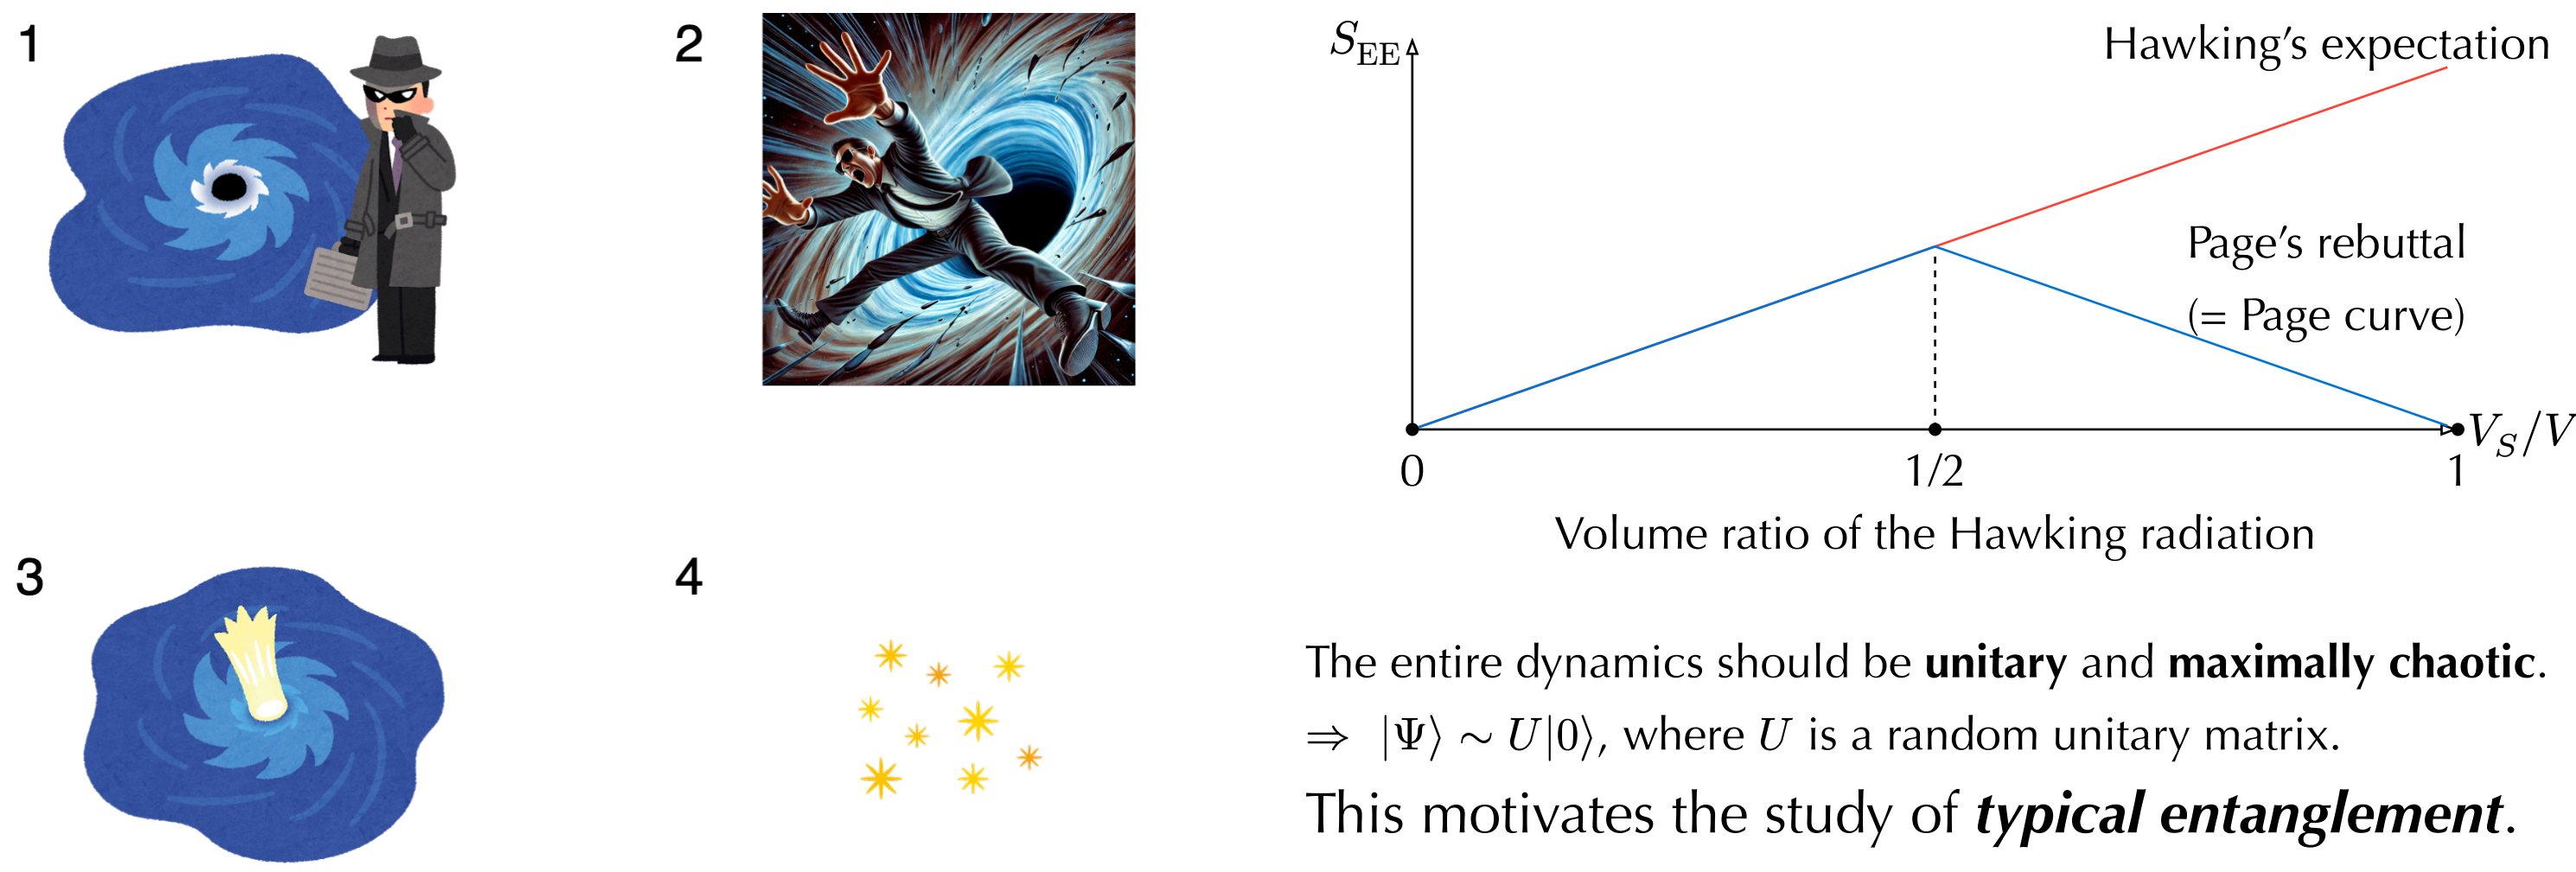 1
2
3
4
S_EE
Hawking's expectation
Page's rebuttal
(= Page curve)
V_S/V
0
1/2
1
Volume ratio of the Hawking radiation
The entire dynamics should be unitary and maximally chaotic.
⇒ |Ψ⟩ ∼ U|0⟩, where U is a random unitary matrix.
This motivates the study of typical entanglement.